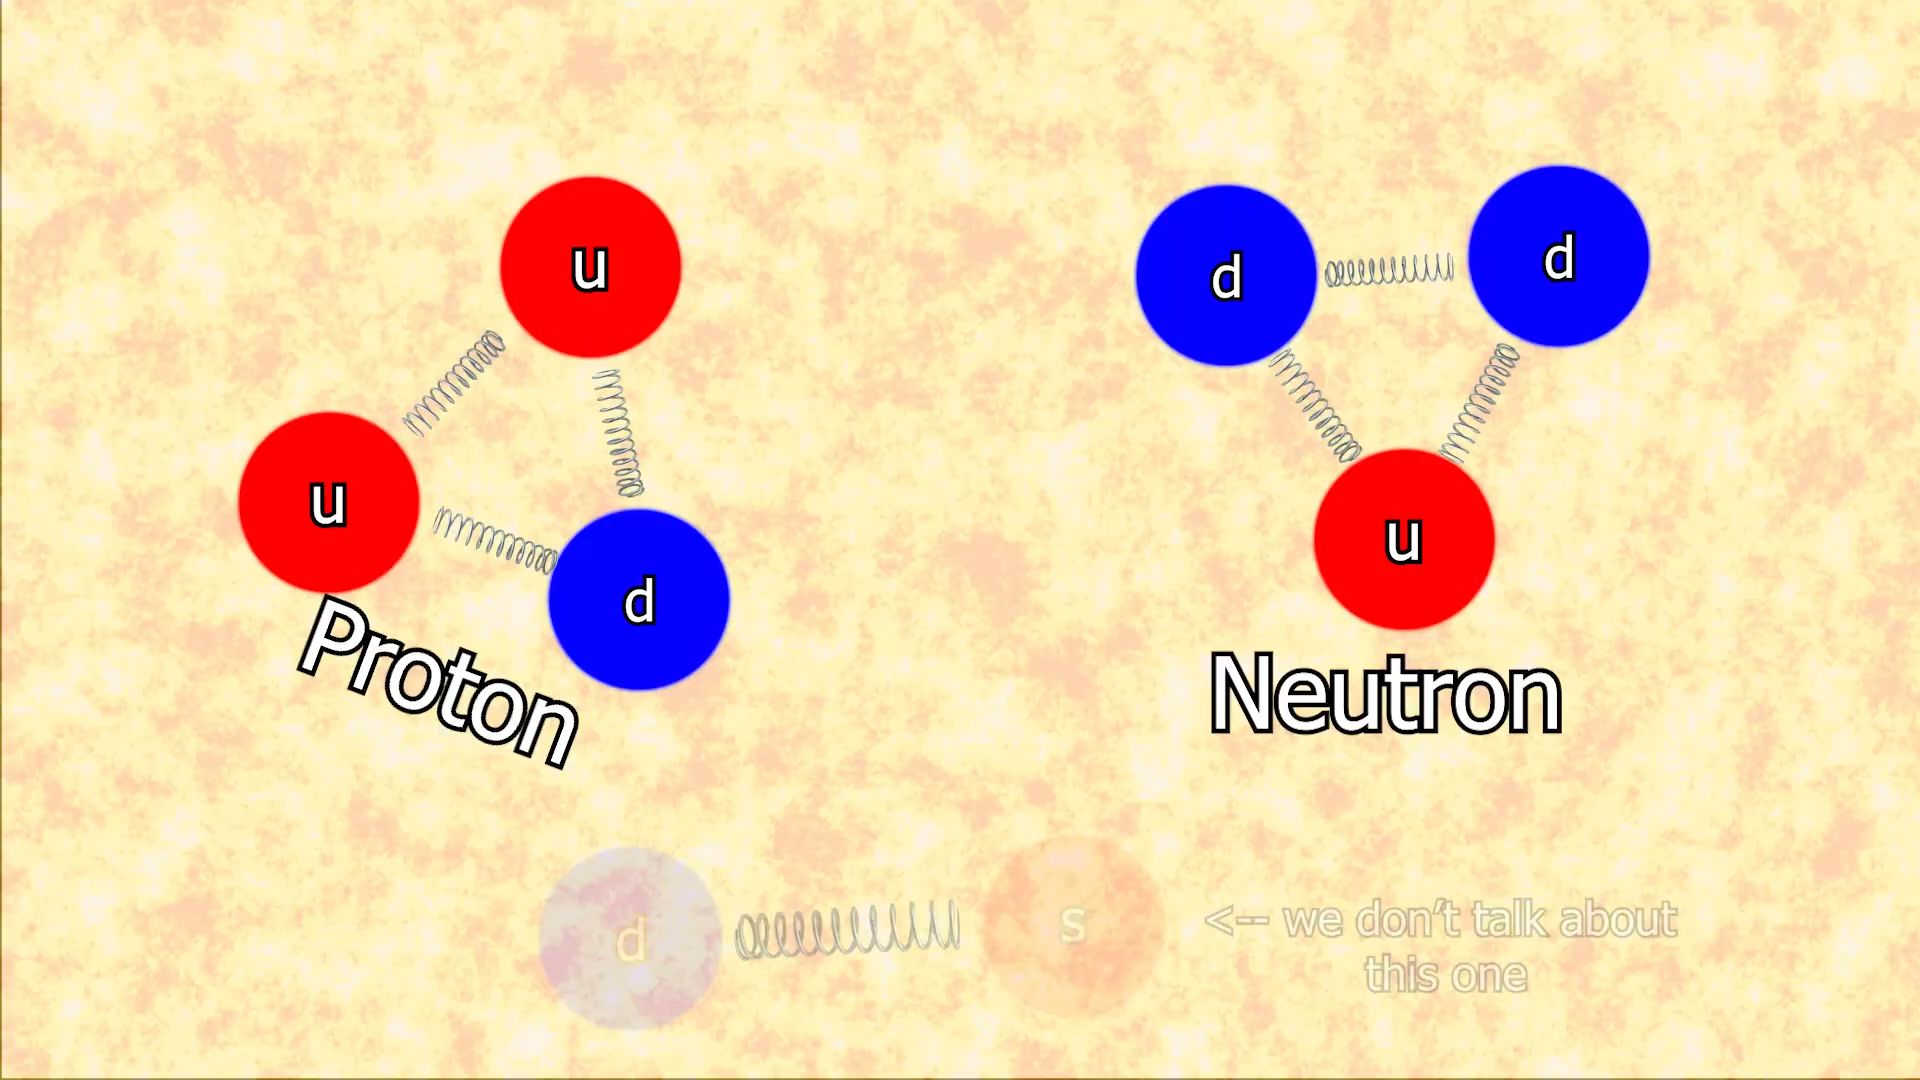 u
u
d
Proton
d
d
u
Neutron
d
s
<-- we don't talk about
this one